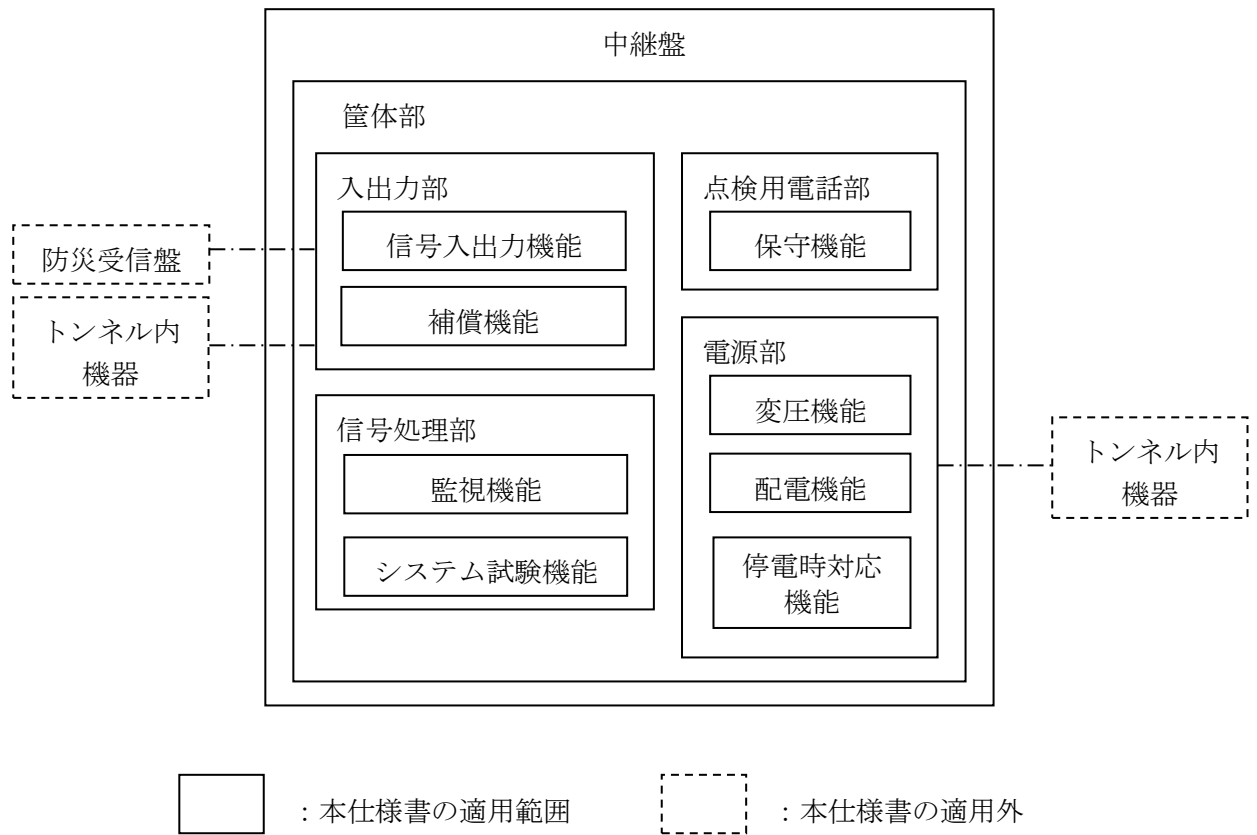 中継盤
筐体部
入出力部
信号入出力機能
補償機能
防災受信盤
トンネル内
機器
信号処理部
監視機能
システム試験機能
点検用電話部
保守機能
電源部
変圧機能
配電機能
停電時対応
機能
トンネル内
機器
：本仕様書の適用範囲
：本仕様書の適用外